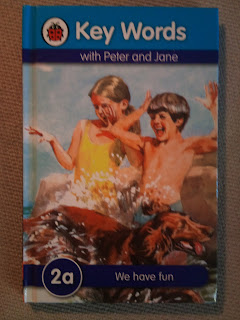 Key Words
with Peter and Jane
2a
We have fun